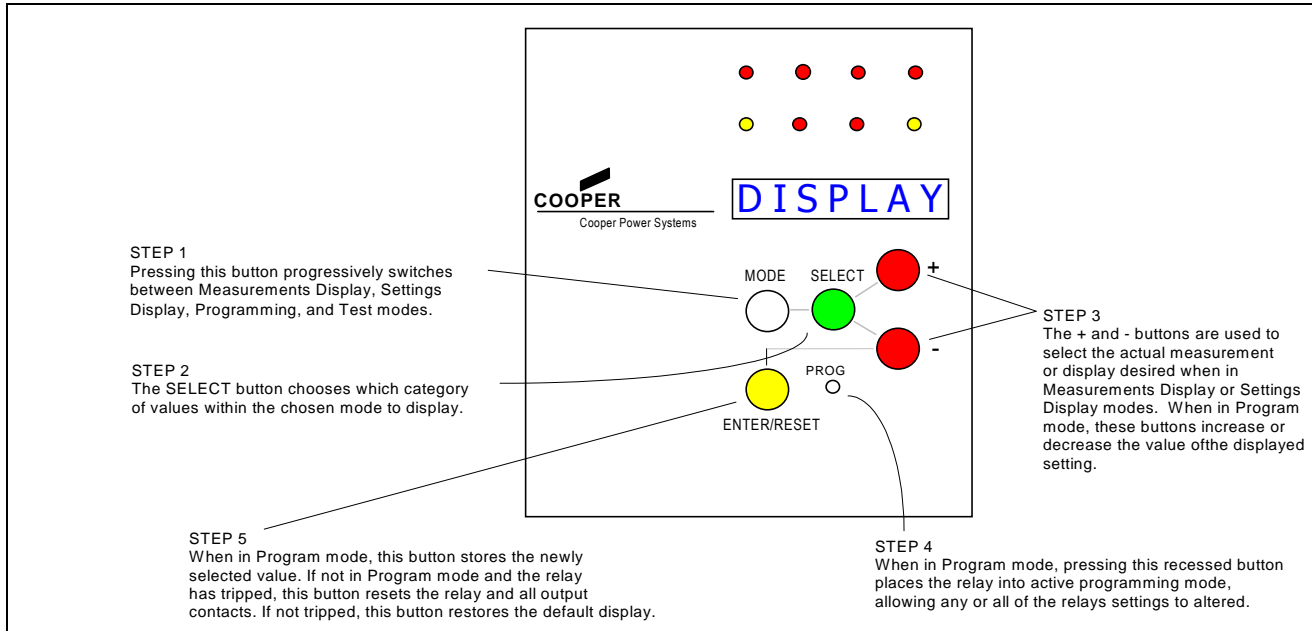 COOPER
Cooper Power Systems
DISPLAY
MODE
SELECT
+
-
PROG
ENTER/RESET
STEP 1
Pressing this button progressively switches
between Measurements Display, Settings
Display, Programming, and Test modes.
STEP 2
The SELECT button chooses which category
of values within the chosen mode to display.
STEP 3
The + and - buttons are used to
select the actual measurement
or display desired when in
Measurements Display or Settings
Display modes. When in Program
mode, these buttons increase or
decrease the value ofthe displayed
setting.
STEP 5
When in Program mode, this button stores the newly
selected value. If not in Program mode and the relay
has tripped, this button resets the relay and all output
contacts. If not tripped, this button restores the default display.
STEP 4
When in Program mode, pressing this recessed button
places the relay into active programming mode,
allowing any or all of the relays settings to altered.